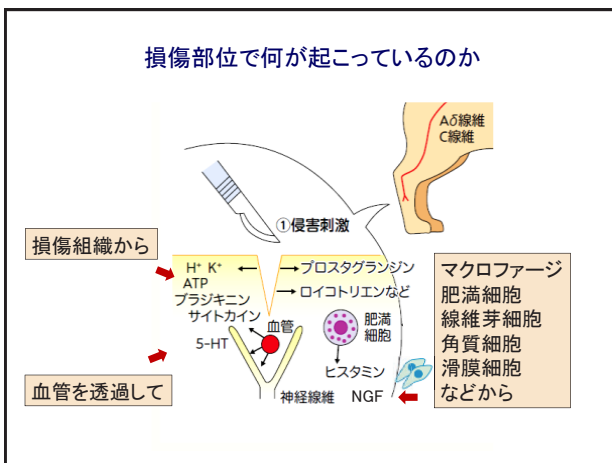 損傷部位で何が起こっているのか
Aδ線維
C線維
①侵害刺激
損傷組織から
H⁺ K⁺
ATP
ブラジキニン
サイトカイン
5-HT
プロスタグランジン
ロイコトリエンなど
血管
肥満
細胞
ヒスタミン
神経線維
NGF
血管を透過して
マクロファージ
肥満細胞
線維芽細胞
角質細胞
滑膜細胞
などから